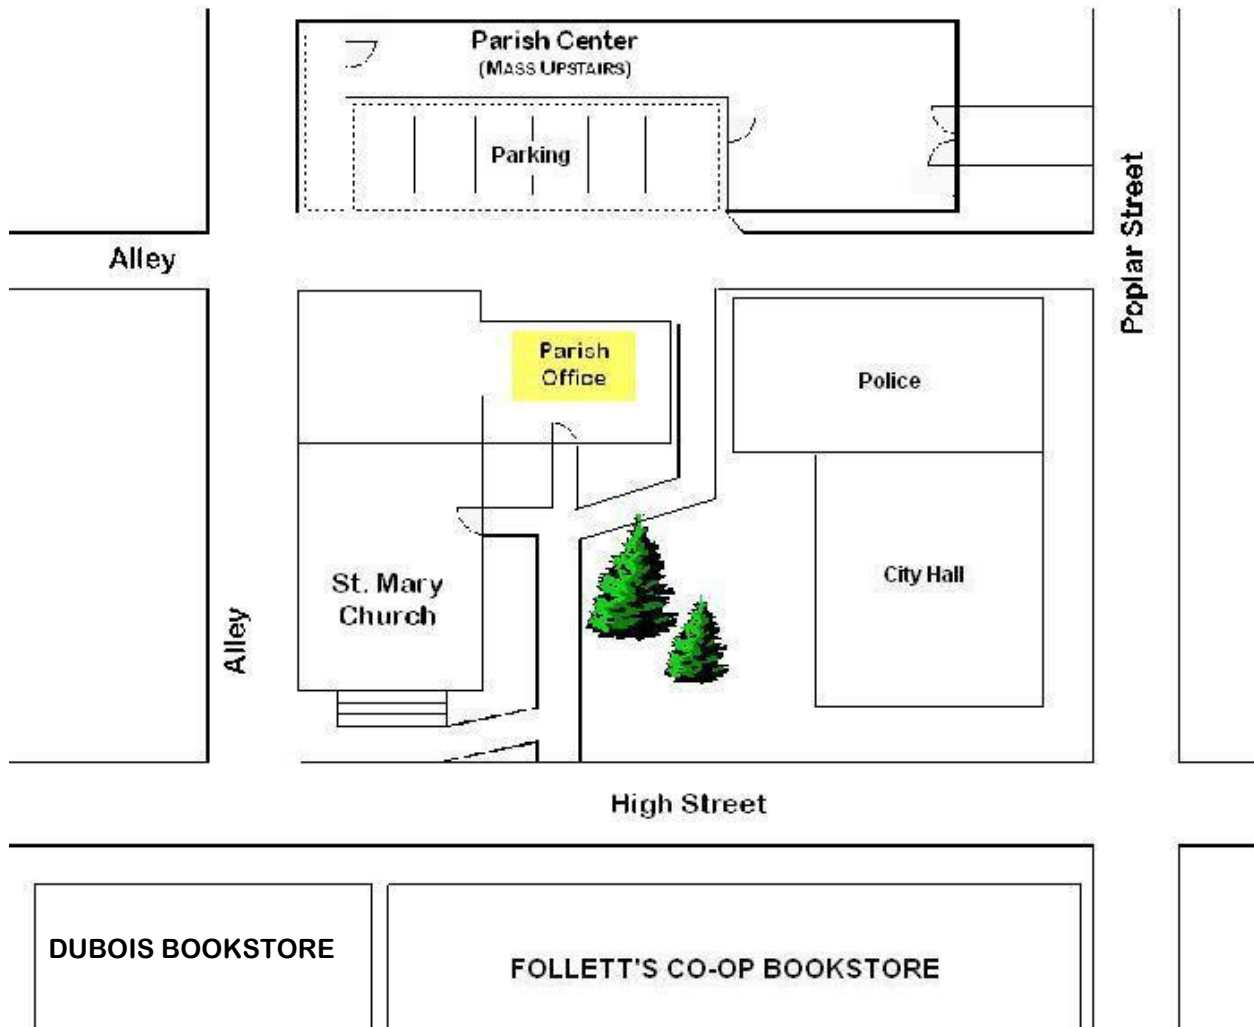 Parish Center
(MASS UPSTAIRS)
Parking
Poplar Street
Alley
Parish
Office
Police
St. Mary
Church
City Hall
Alley
High Street
DUBOIS BOOKSTORE
FOLLETT'S CO-OP BOOKSTORE